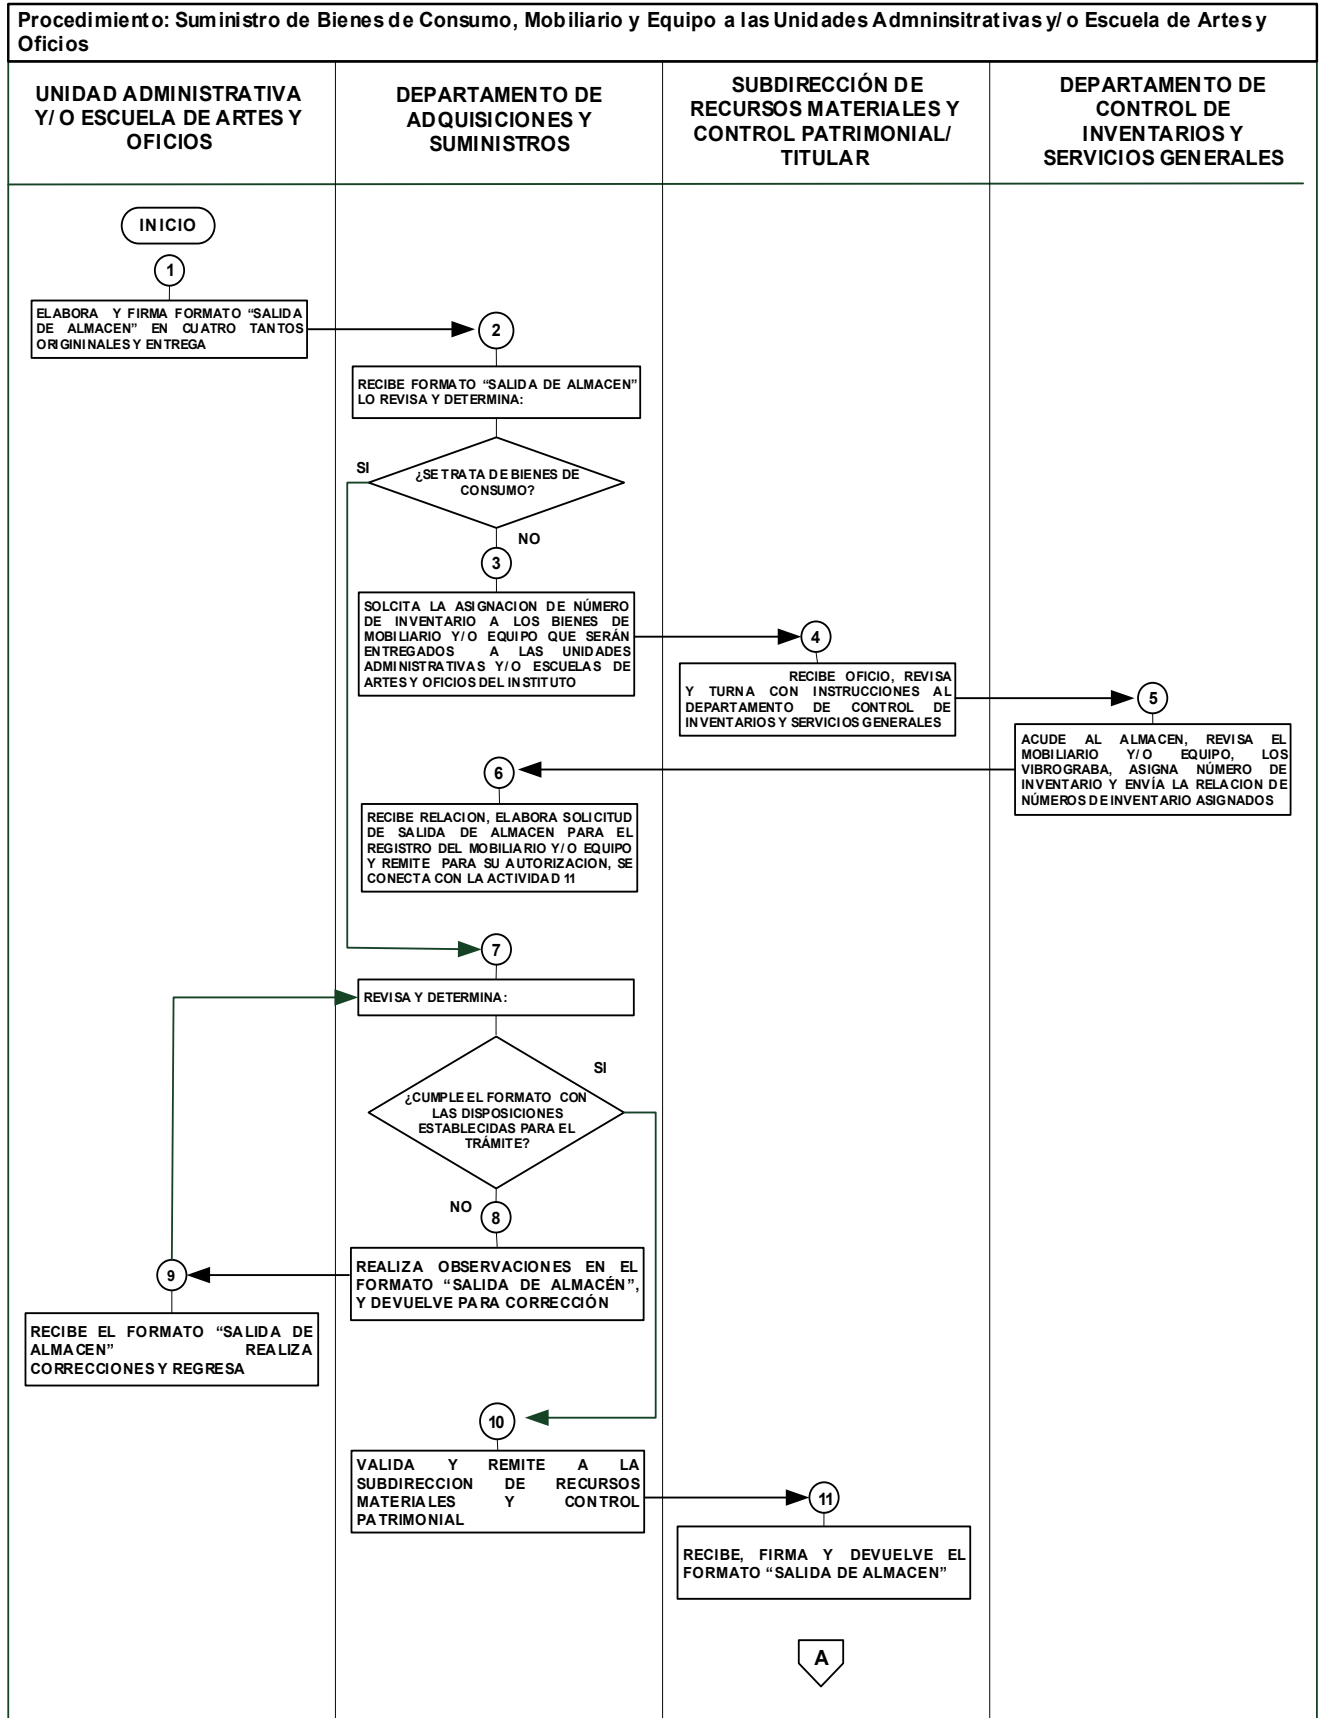 Procedimiento: Suministro de Bienes de Consumo, Mobiliario y Equipo a las Unidades Admninsitrativas y/ o Escuela de Artes y
Oficios
UNIDAD ADMINISTRATIVA
Y/ O ESCUELA DE ARTES Y
OFICIOS
DEPARTAMENTO DE
ADQUISICIONES Y
SUMINISTROS
SUBDIRECCIÓN DE
RECURSOS MATERIALES Y
CONTROL PATRIMONIAL/
TITULAR
DEPARTAMENTO DE
CONTROL DE
INVENTARIOS Y
SERVICIOS GENERALES
INICIO
1
ELABORA Y FIRMA FORMATO “SALIDA
DE ALMACEN” EN CUATRO TANTOS
ORIGININALES Y ENTREGA
2
RECIBE FORMATO “SALIDA DE ALMACEN”
LO REVISA Y DETERMINA:
SI
¿SE TRATA DE BIENES DE
CONSUMO?
NO
3
SOLCITA LA ASIGNACION DE NÚMERO
DE INVENTARIO A LOS BIENES DE
MOBILIARIO Y/O EQUIPO QUE SERÁN
ENTREGADOS A LAS UNIDADES
ADMINISTRATIVAS Y/O ESCUELAS DE
ARTES Y OFICIOS DEL INSTITUTO
4
RECIBE OFICIO, REVISA
Y TURNA CON INSTRUCCIONES AL
DEPARTAMENTO DE CONTROL DE
INVENTARIOS Y SERVICIOS GENERALES
5
ACUDE AL ALMACEN, REVISA EL
MOBILIARIO Y/O EQUIPO, LOS
VIBROGRABA, ASIGNA NÚMERO DE
INVENTARIO Y ENVÍA LA RELACION DE
NÚMEROS DE INVENTARIO ASIGNADOS
6
RECIBE RELACION, ELABORA SOLICITUD
DE SALIDA DE ALMACEN PARA EL
REGISTRO DEL MOBILIARIO Y/O EQUIPO
Y REMITE PARA SU AUTORIZACION, SE
CONECTA CON LA ACTIVIDAD 11
7
REVISA Y DETERMINA:
SI
¿CUMPLE EL FORMATO CON
LAS DISPOSICIONES
ESTABLECIDAS PARA EL
TRÁMITE?
NO
8
REALIZA OBSERVACIONES EN EL
FORMATO “SALIDA DE ALMACÉN”,
Y DEVUELVE PARA CORRECCIÓN
9
RECIBE EL FORMATO “SALIDA DE
ALMACEN” REALIZA
CORRECCIONES Y REGRESA
10
VALIDA Y REMITE A LA
SUBDIRECCION DE RECURSOS
MATERIALES Y CONTROL
PATRIMONIAL
11
RECIBE, FIRMA Y DEVUELVE EL
FORMATO “SALIDA DE ALMACEN”
A